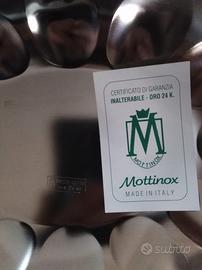 CERTIFICATO DI GARANZIA
INALTERABILE - ORO 24 K.
M
MOTTINOX
Mottinox
MADE IN ITALY
subito